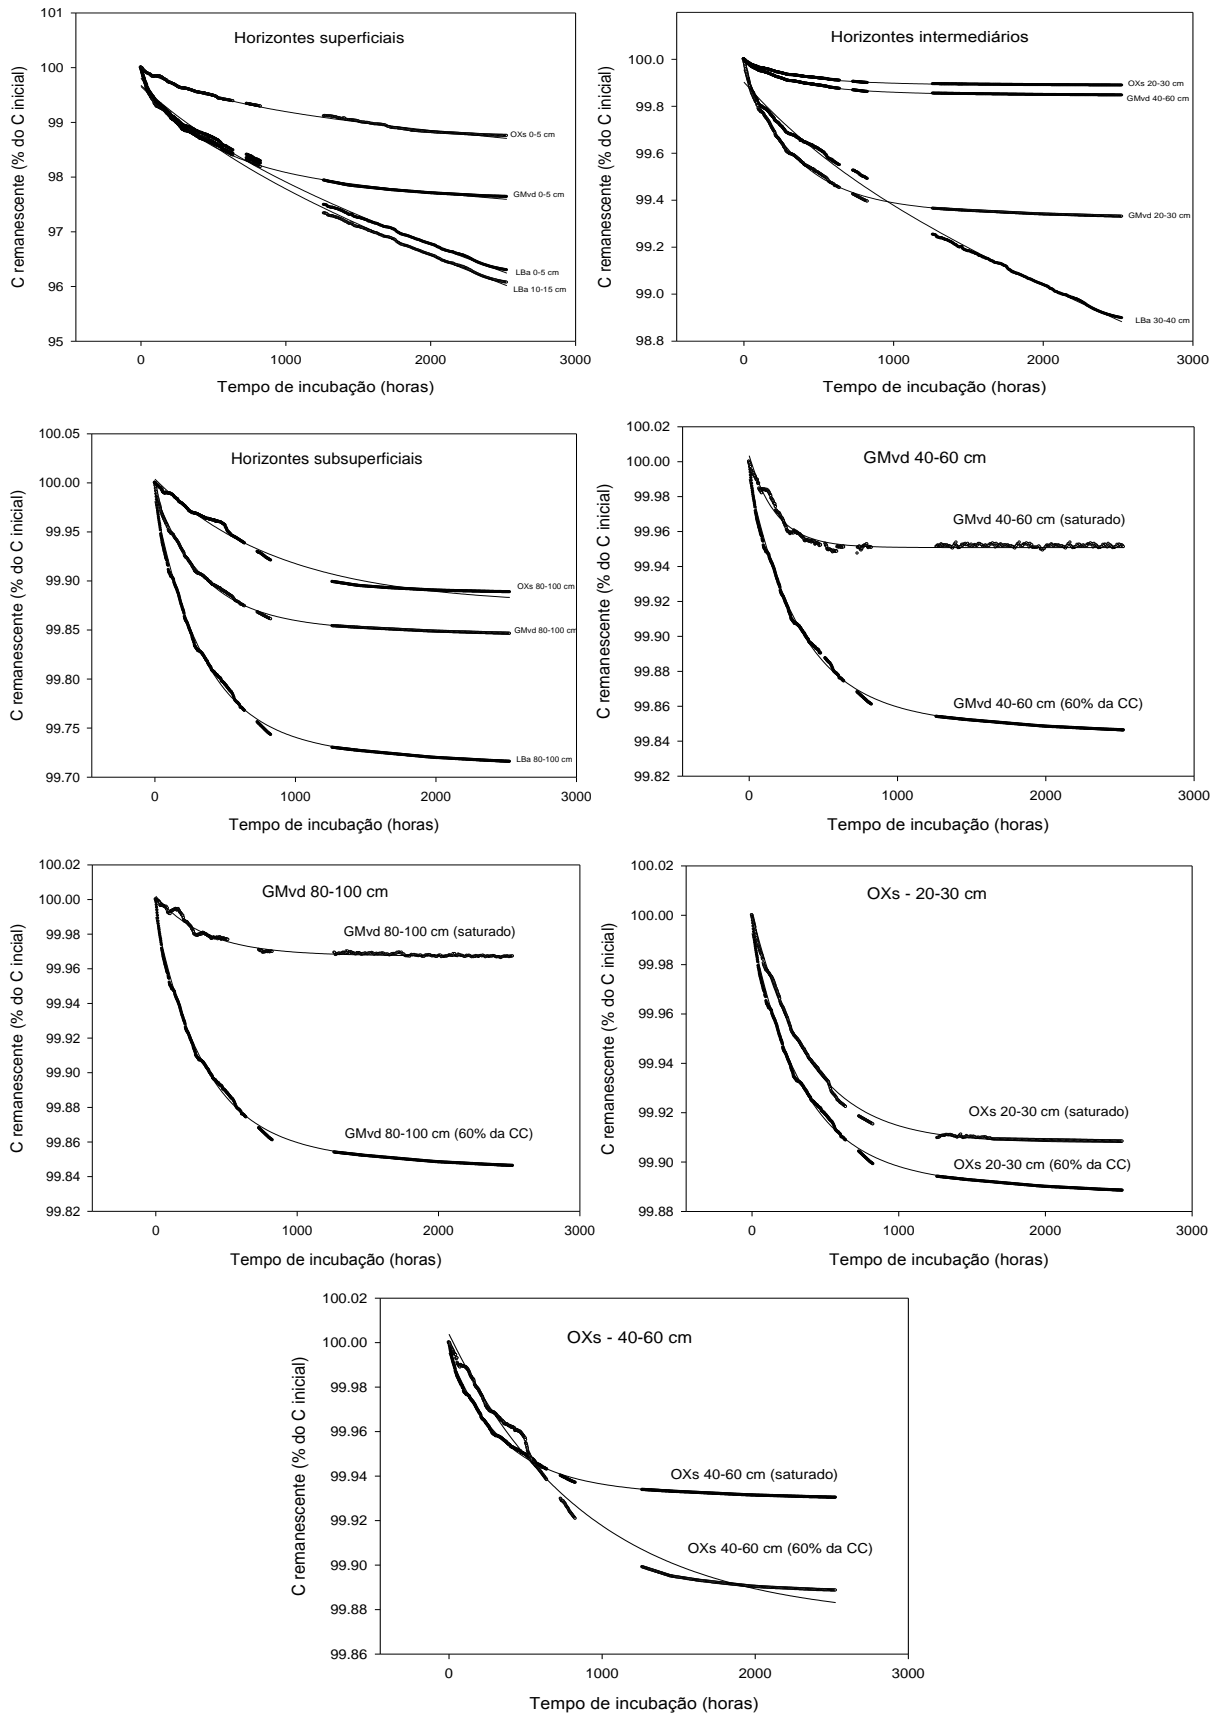 Horizontes superficiais
C remanescente (% do C inicial)
101
100
99
98
97
96
95
OXs 0-5 cm
GMvd 0-5 cm
LBa 0-5 cm
LBa 10-15 cm
0 1000 2000 3000
Tempo de incubação (horas)
Horizontes intermediários
C remanescente (% do C inicial)
100.0
99.8
99.6
99.4
99.2
99.0
98.8
OXs 20-30 cm
GMvd 40-60 cm
GMvd 20-30 cm
LBa 30-40 cm
0 1000 2000 3000
Tempo de incubação (horas)
Horizontes subsuperficiais
C remanescente (% do C inicial)
100.05
100.00
99.95
99.90
99.85
99.80
99.75
99.70
OXs 80-100 cm
GMvd 80-100 cm
LBa 80-100 cm
0 1000 2000 3000
Tempo de incubação (horas)
GMvd 40-60 cm
C remanescente (% do C inicial)
100.02
100.00
99.98
99.96
99.94
99.92
99.90
99.88
99.86
99.84
99.82
GMvd 40-60 cm (saturado)
GMvd 40-60 cm (60% da CC)
0 1000 2000 3000
Tempo de incubação (horas)
GMvd 80-100 cm
C remanescente (% do C inicial)
100.02
100.00
99.98
99.96
99.94
99.92
99.90
99.88
99.86
99.84
99.82
GMvd 80-100 cm (saturado)
GMvd 80-100 cm (60% da CC)
0 1000 2000 3000
Tempo de incubação (horas)
OXs - 20-30 cm
C remanescente (% do C inicial)
100.02
100.00
99.98
99.96
99.94
99.92
99.90
99.88
OXs 20-30 cm (saturado)
OXs 20-30 cm (60% da CC)
0 1000 2000 3000
Tempo de incubação (horas)
OXs - 40-60 cm
C remanescente (% do C inicial)
100.02
100.00
99.98
99.96
99.94
99.92
99.90
99.88
99.86
OXs 40-60 cm (saturado)
OXs 40-60 cm (60% da CC)
0 1000 2000 3000
Tempo de incubação (horas)